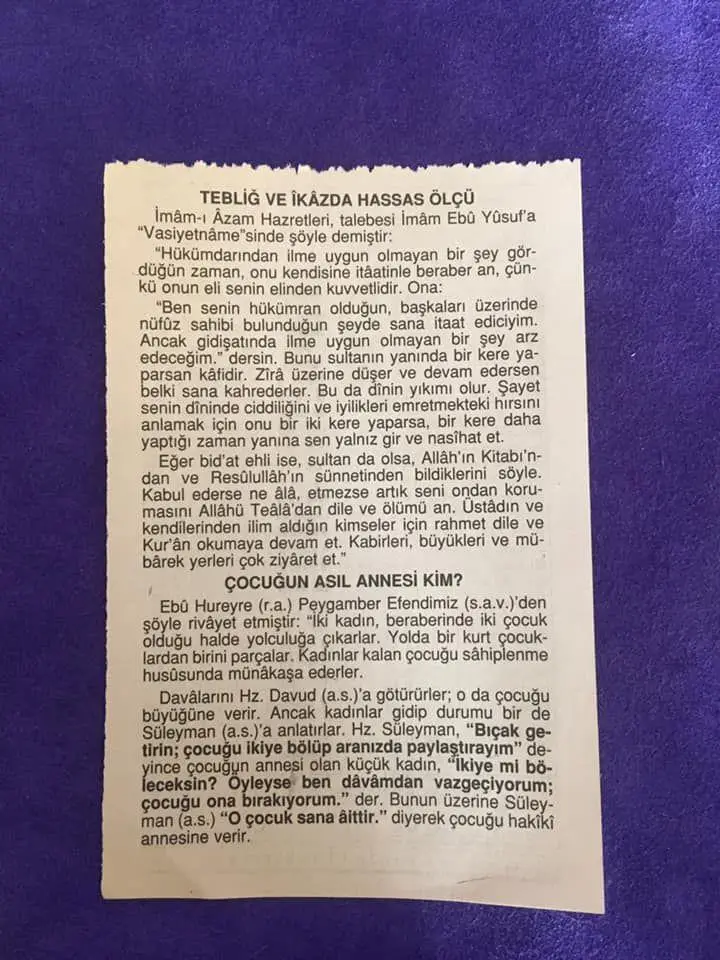 TEBLİĞ VE ÎKÂZDA HASSAS ÖLÇÜ
İmâm-ı Âzam Hazretleri, talebesi İmâm Ebû Yûsuf'a
"Vasiyetnâme"sinde şöyle demiştir:
"Hükümdarından ilme uygun olmayan bir şey gör-
düğün zaman, onu kendisine itâatinle beraber an, çün-
kü onun eli senin elinden kuvvetlidir. Ona:
"Ben senin hükümran olduğun, başkaları üzerinde
nüfûz sahibi bulunduğun şeyde sana itaat ediciyim.
Ancak gidişatında ilme uygun olmayan bir şey arz
edeceğim." dersin. Bunu sultanın yanında bir kere ya-
parsan kâfidir. Zîrâ üzerine düşer ve devam edersen
belki sana kahrederler. Bu da dînin yıkımı olur. Şayet
senin dîninde ciddiliğini ve iyilikleri emretmekteki hırsını
anlamak için onu bir iki kere yaparsa, bir kere daha
yaptığı zaman yanına sen yalnız gir ve nasîhat et.
Eğer bid'at ehli ise, sultan da olsa, Allâh'ın Kitabı'n-
dan ve Resûlullâh'ın sünnetinden bildiklerini söyle.
Kabul ederse ne âlâ, etmezse artık seni ondan koru-
masını Allâhü Teâlâ'dan dile ve ölümü an. Üstâdın ve
kendilerinden ilim aldığın kimseler için rahmet dile ve
Kur'ân okumaya devam et. Kabirleri, büyükleri ve mü-
bârek yerleri çok ziyâret et."
ÇOCUĞUN ASIL ANNESİ KİM?
Ebû Hureyre (r.a.) Peygamber Efendimiz (s.a.v.)'den
şöyle rivâyet etmiştir: "İki kadın, beraberinde iki çocuk
olduğu halde yolculuğa çıkarlar. Yolda bir kurt çocuk-
lardan birini parçalar. Kadınlar kalan çocuğu sâhiplenme
husûsunda münâkaşa ederler.
Davâlarını Hz. Davud (a.s.)'a götürürler; o da çocuğu
büyüğüne verir. Ancak kadınlar gidip durumu bir de
Süleyman (a.s.)'a anlatırlar. Hz. Süleyman, "Bıçak ge-
tirin; çocuğu ikiye bölüp aranızda paylaştırayım" de-
yince çocuğun annesi olan küçük kadın, "İkiye mi bö-
leceksin? Öyleyse ben dâvâmdan vazgeçiyorum;
çocuğu ona bırakıyorum." der. Bunun üzerine Süley-
man (a.s.) "O çocuk sana âittir." diyerek çocuğu hakîkî
annesine verir.